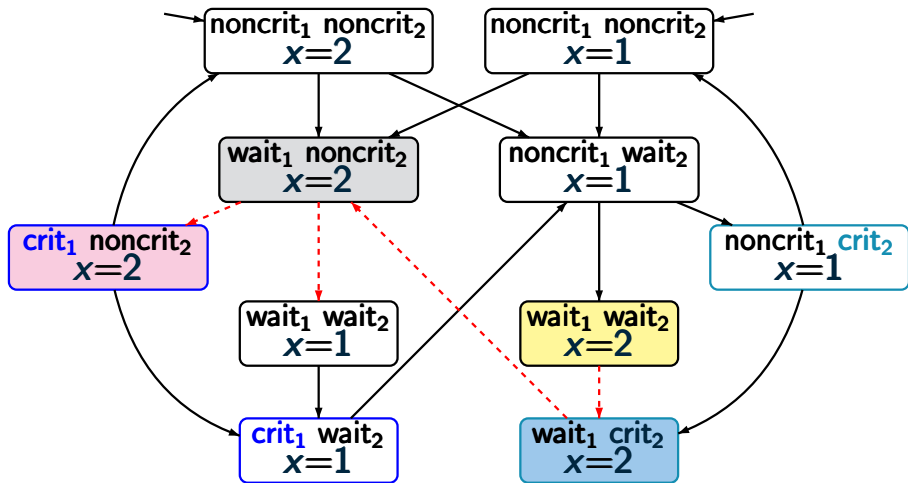 noncrit₁ noncrit₂
x=2
noncrit₁ noncrit₂
x=1
wait₁ noncrit₂
x=2
noncrit₁ wait₂
x=1
crit₁ noncrit₂
x=2
noncrit₁ crit₂
x=1
wait₁ wait₂
x=1
wait₁ wait₂
x=2
crit₁ wait₂
x=1
wait₁ crit₂
x=2